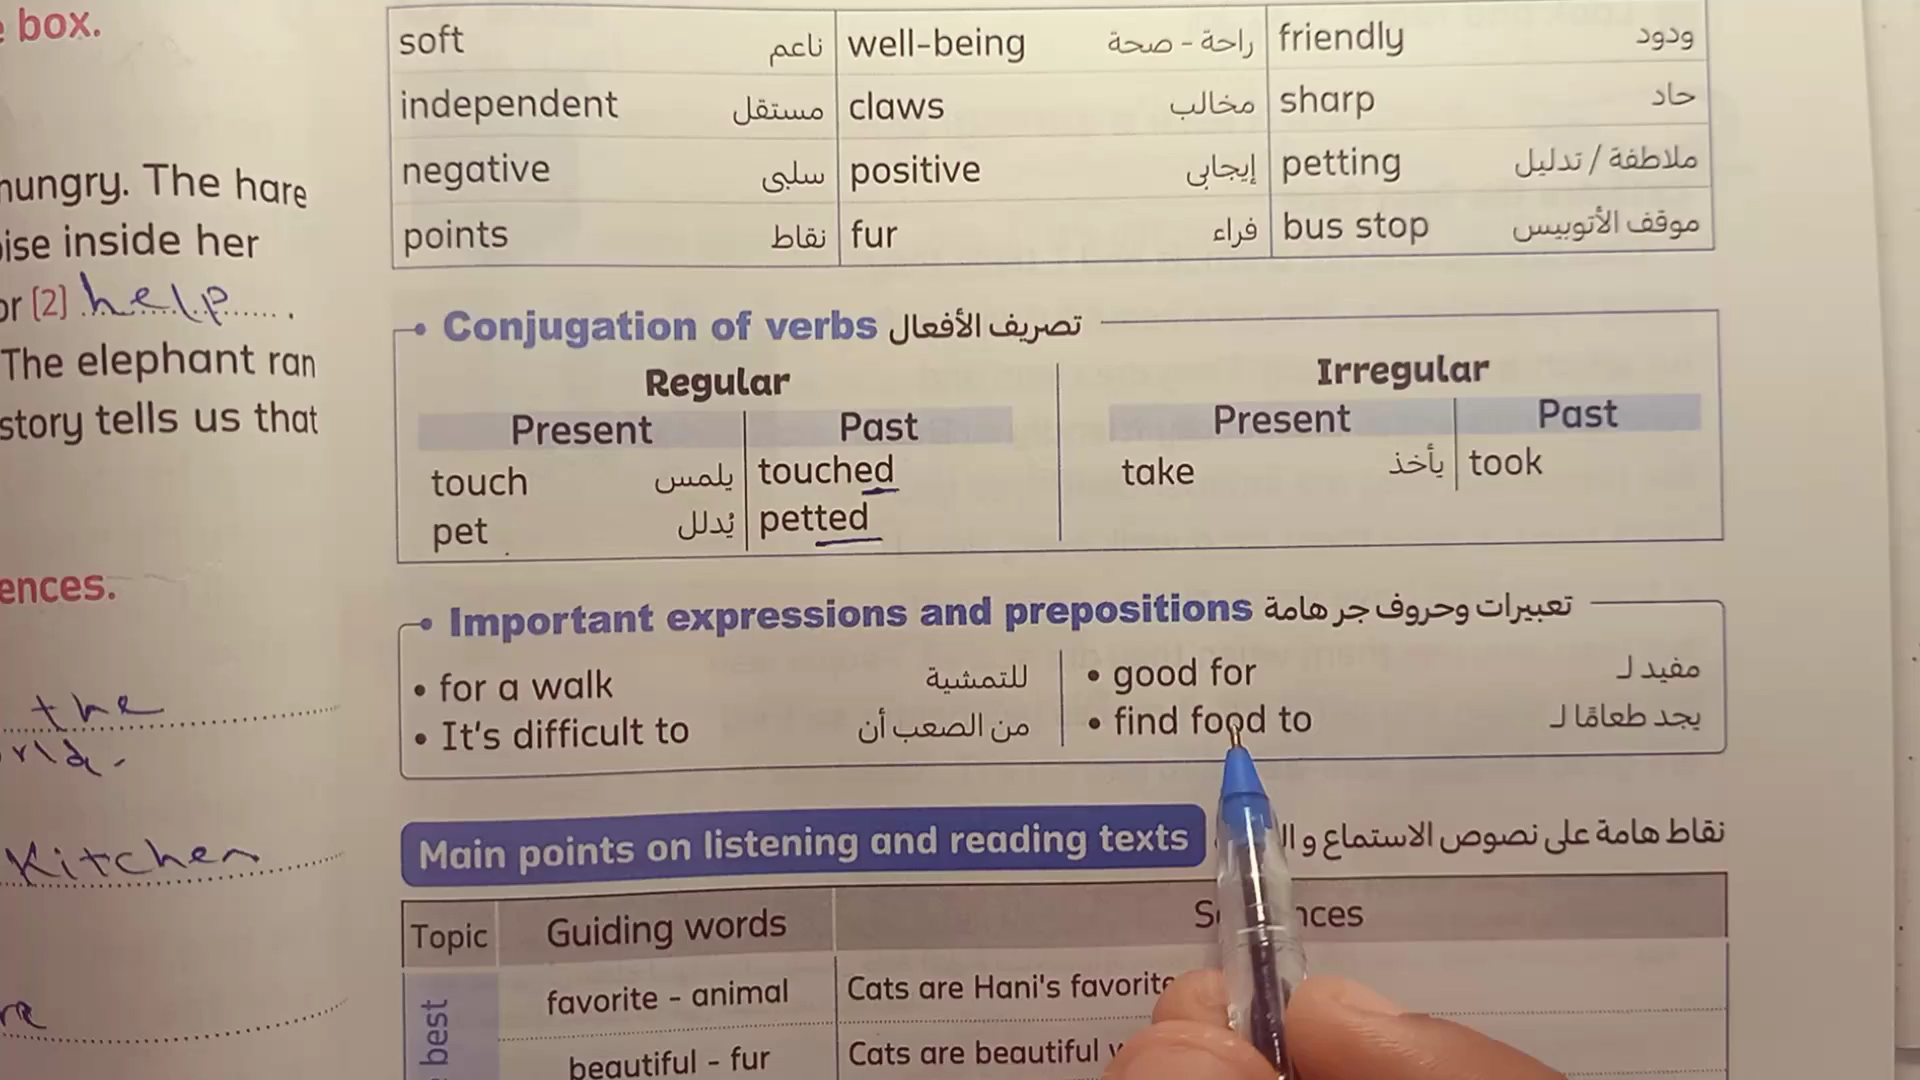 box.
soft ناعم well-being راحة - صحة friendly ودود
independent مستقل claws مخالب sharp حاد
negative سلبى positive إيجابى petting ملاطفة / تدليل
points نقاط fur فراء bus stop موقف الأتوبيس
hungry. The hare
inside her
[2] help.
The elephant ran
story tells us that
Conjugation of verbs تصريف الأفعال
Regular Irregular
Present Past Present Past
touch يلمس touched take يأخذ took
pet يُدلل petted
Important expressions and prepositions تعبيرات وحروف جر هامة
• for a walk للتمشية • good for مفيد لـ
• It's difficult to من الصعب أن • find food to يجد طعامًا لـ
the
Kitchen
Main points on listening and reading texts نقاط هامة على نصوص الاستماع و
Topic Guiding words
best
favorite - animal Cats are Hani's favorite
beautiful - fur Cats are beautiful